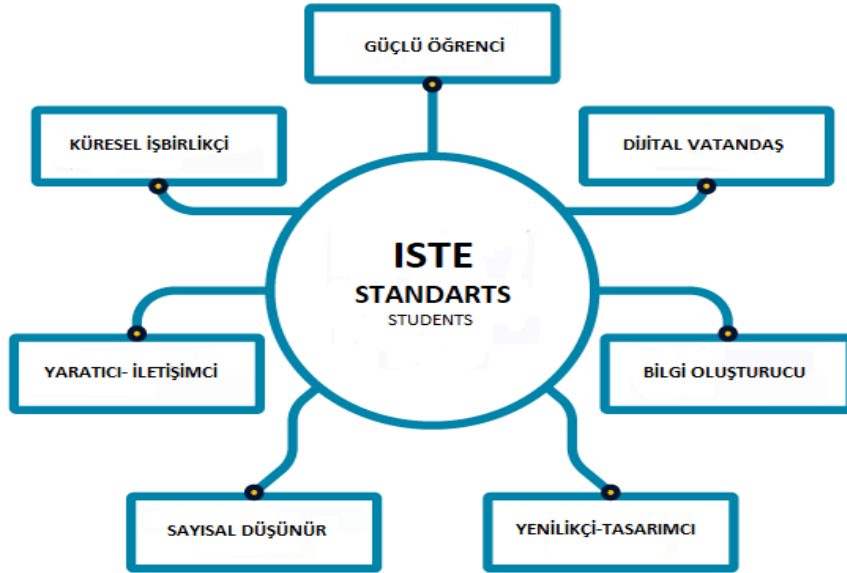 GÜÇLÜ ÖĞRENCİ
KÜRESEL İŞBİRLİKÇİ
DİJİTAL VATANDAŞ
ISTE
STANDARTS
STUDENTS
YARATICI- İLETİŞİMCİ
BİLGİ OLUŞTURUCU
SAYISAL DÜŞÜNÜR
YENİLİKÇİ-TASARIMCI